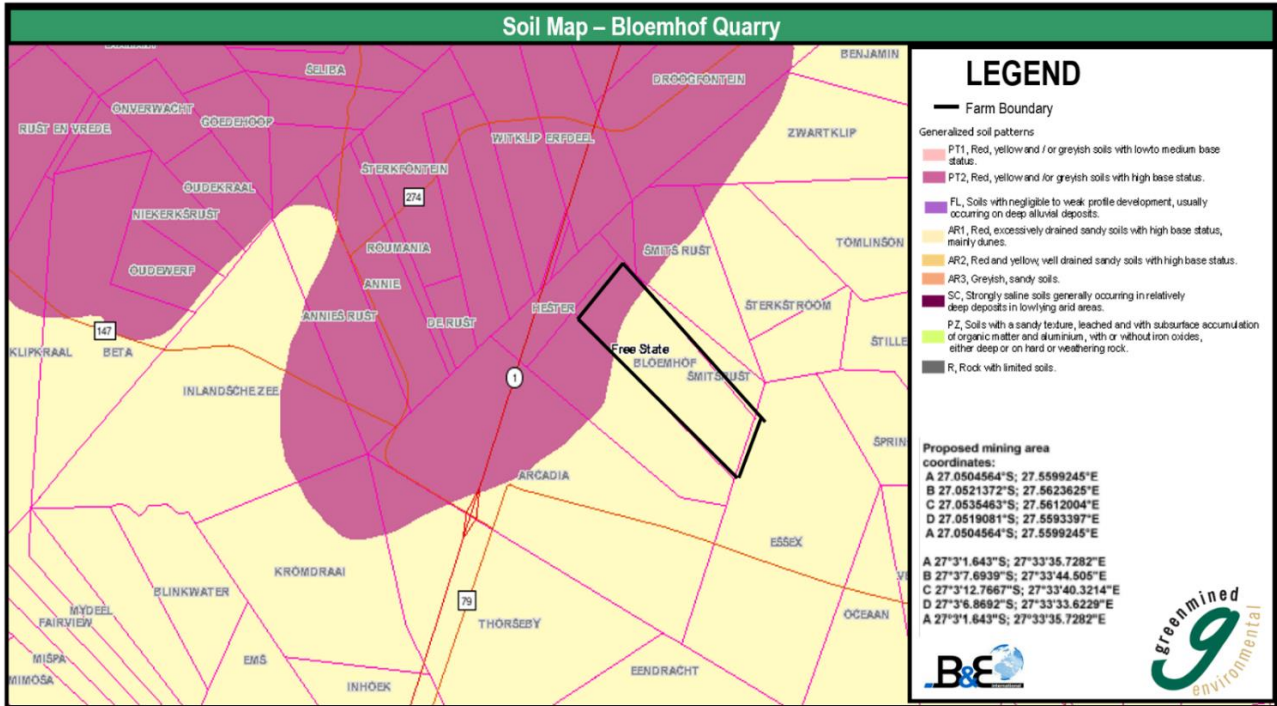 Soil Map – Bloemhof Quarry
BENJAMIN
SELIBA
DROOGFONTEIN
ONVERWACHT
GOEDEHOOP
RUST EN VREDE
WITKLIP ERFDEEL
ZWARTKLIP
STERKFONTEIN
OUDEKRAAL
274
NIEKERKSRUST
ROUMANIA
SMITS RUST
TOMLINSON
OUDEWERF
ANNIE
STERKSTROOM
HESTER
ANNIES RUST
DE RUST
147
KLIPKRAAL
BETA
Free State
BLOEMHOF
SMITSRUST
STILLE
1
INLANDSCHE ZEE
SPRIN
ARCADIA
ESSEX
KROMDRAAI
BLINKWATER
79
MYDEEL
FAIRVIEW
THORSEBY
OCEAAN
MISPA
EMS
MIMOSA
INHOEK
EENDRACHT
LEGEND
Farm Boundary
Generalized soil patterns
PT1, Red, yellow and / or greyish soils with lowto medium base
status.
PT2, Red, yellow and /or greyish soils with high base status.
FL, Soils with negligible to weak profile development, usually
occurring on deep alluvial deposits.
AR1, Red, excessively drained sandy soils with high base status,
mainly dunes.
AR2, Red and yellow, well drained sandy soils with high base status.
AR3, Greyish, sandy soils.
SC, Strongly saline soils generally occurring in relatively
deep deposits in lowlying arid areas.
PZ, Soils with a sandy texture, leached and with subsurface accumulation
of organic matter and aluminium, with or without iron oxides,
either deep or on hard or weathering rock.
R, Rock with limited soils.
Proposed mining area
coordinates:
A 27.0504564°S; 27.5599245°E
B 27.0521372°S; 27.5623625°E
C 27.0535463°S; 27.5612004°E
D 27.0519081°S; 27.5593397°E
A 27.0504564°S; 27.5599245°E
A 27°3'1.643"S; 27°33'35.7282"E
B 27°3'7.6939"S; 27°33'44.505"E
C 27°3'12.7667"S; 27°33'40.3214"E
D 27°3'6.8692"S; 27°33'33.6229"E
A 27°3'1.643"S; 27°33'35.7282"E
B&E
International
greenmined
g
environmental